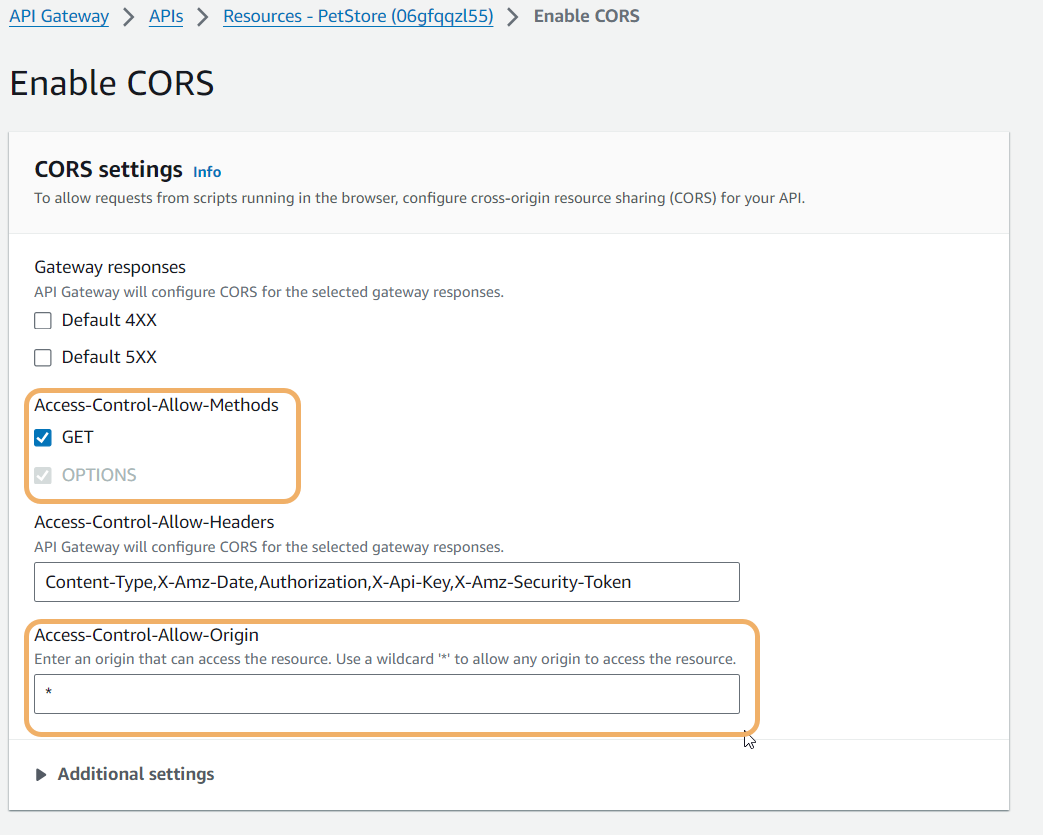 API Gateway > APIs > Resources - PetStore (06gfqqzl55) > Enable CORS
Enable CORS
CORS settings Info
To allow requests from scripts running in the browser, configure cross-origin resource sharing (CORS) for your API.
Gateway responses
API Gateway will configure CORS for the selected gateway responses.
Default 4XX
Default 5XX
Access-Control-Allow-Methods
GET
OPTIONS
Access-Control-Allow-Headers
API Gateway will configure CORS for the selected gateway responses.
Content-Type,X-Amz-Date,Authorization,X-Api-Key,X-Amz-Security-Token
Access-Control-Allow-Origin
Enter an origin that can access the resource. Use a wildcard '*' to allow any origin to access the resource.
*
Additional settings